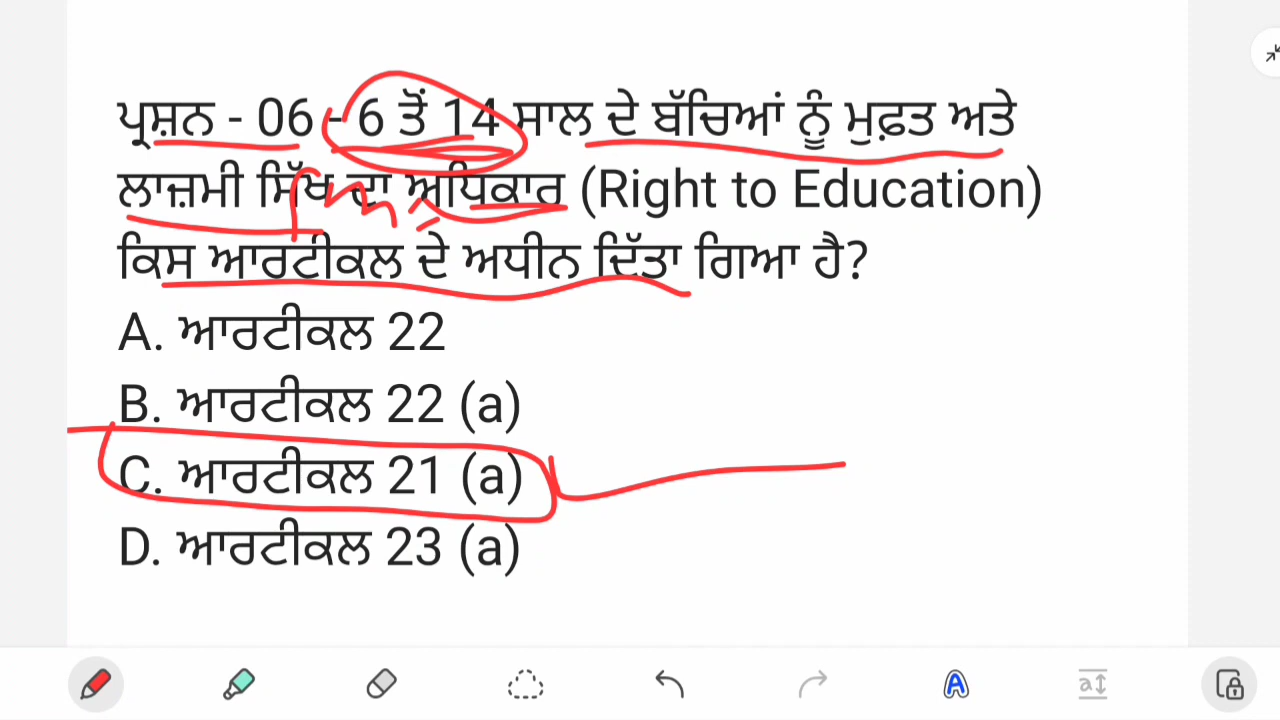 ਪ੍ਰਸ਼ਨ - 06 - 6 ਤੋਂ 14 ਸਾਲ ਦੇ ਬੱਚਿਆਂ ਨੂੰ ਮੁਫ਼ਤ ਅਤੇ
ਲਾਜ਼ਮੀ ਸਿੱਖ ਦਾ ਅਧਿਕਾਰ (Right to Education)
ਕਿਸ ਆਰਟੀਕਲ ਦੇ ਅਧੀਨ ਦਿੱਤਾ ਗਿਆ ਹੈ?
A. ਆਰਟੀਕਲ 22
B. ਆਰਟੀਕਲ 22 (a)
C. ਆਰਟੀਕਲ 21 (a)
D. ਆਰਟੀਕਲ 23 (a)